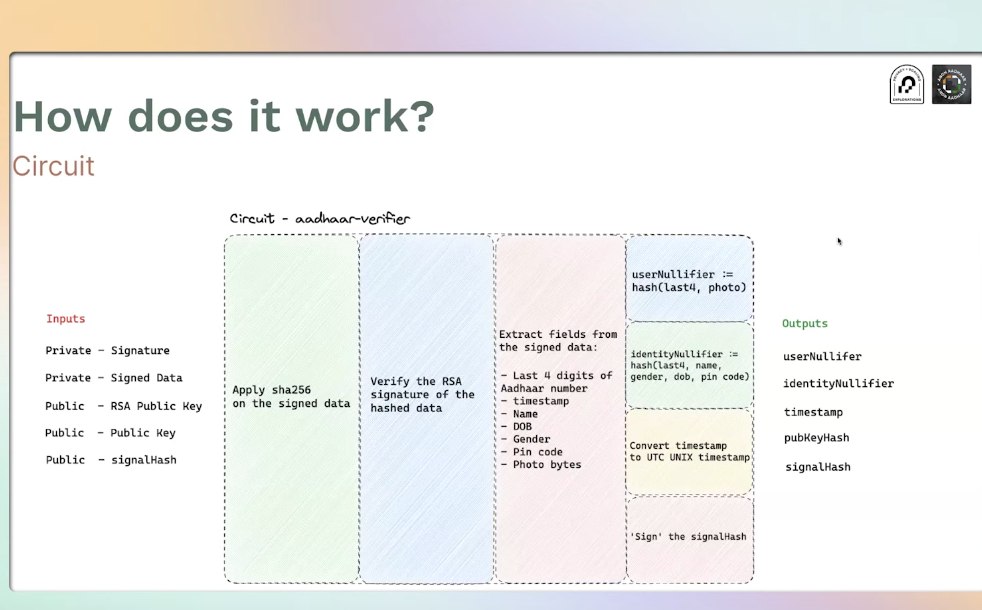 How does it work?
Circuit
EXPLORATIONS
Circuit - aadhaar-verifier
Inputs
Private - Signature
Private - Signed Data
Public - RSA Public Key
Public - Public Key
Public - signalHash
Apply sha256
on the signed data
Verify the RSA
signature of the
hashed data
Extract fields from
the signed data:
- Last 4 digits of
Aadhaar number
- timestamp
- Name
- DOB
- Gender
- Pin code
- Photo bytes
userNullifier :=
hash(last4, photo)
identityNullifier :=
hash(last4, name,
gender, dob, pin code)
Convert timestamp
to UTC UNIX timestamp
'Sign' the signalHash
Outputs
userNullifer
identityNullifier
timestamp
pubKeyHash
signalHash